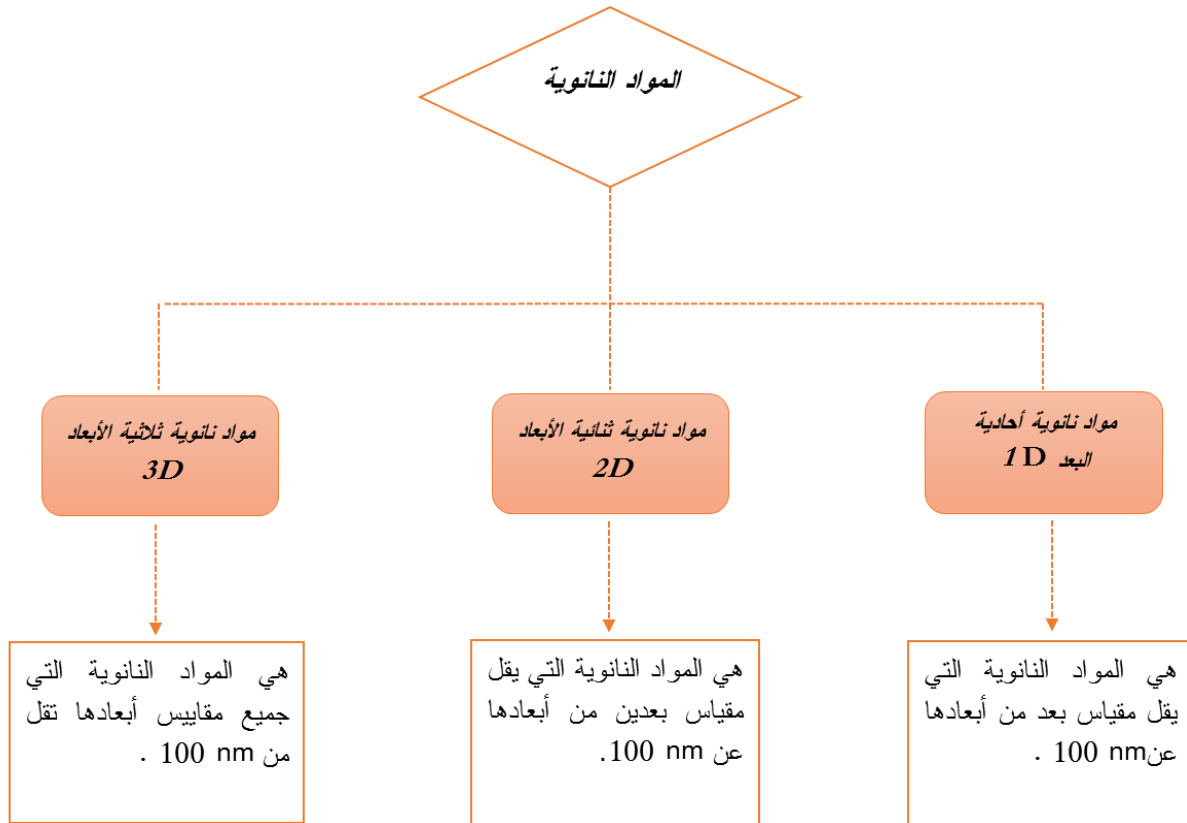 المواد النانوية
مواد نانوية أحادية
البعد 1D
مواد نانوية ثنائية الأبعاد
2D
مواد نانوية ثلاثية الأبعاد
3D
هي المواد النانوية التي
يقل مقياس بعد من أبعادها
عن100 nm .
هي المواد النانوية التي يقل
مقياس بعدين من أبعادها
عن 100 nm.
هي المواد النانوية التي
جميع مقاييس أبعادها تقل
من 100 nm .